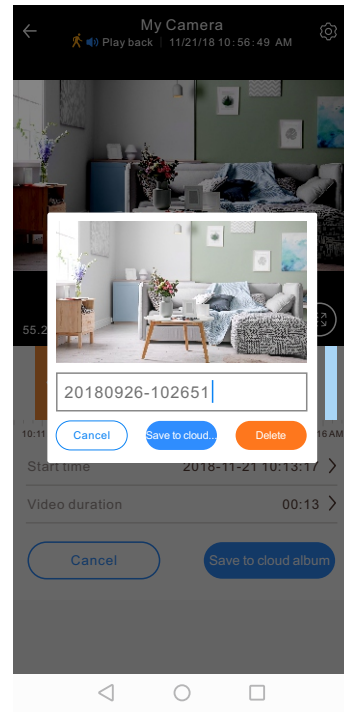 My Camera
Play back | 11/21/18 10:56:49 AM
55.2
20180926-102651
Cancel
Save to cloud...
Delete
10:11
16 AM
Start time 2018-11-21 10:13:17
Video duration 00:13
Cancel
Save to cloud album